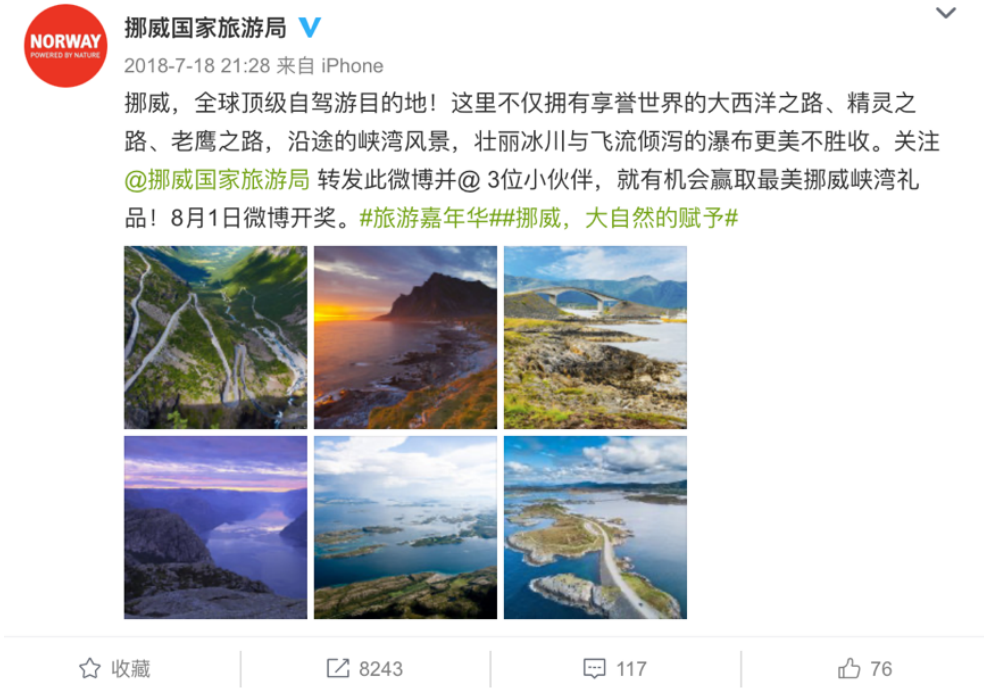 NORWAY
POWERED BY NATURE
挪威国家旅游局
2018-7-18 21:28 来自 iPhone
挪威，全球顶级自驾游目的地！这里不仅拥有享誉世界的大西洋之路、精灵之
路、老鹰之路，沿途的峡湾风景，壮丽冰川与飞流倾泻的瀑布更美不胜收。关注
@挪威国家旅游局 转发此微博并@ 3位小伙伴，就有机会赢取最美挪威峡湾礼
品！8月1日微博开奖。#旅游嘉年华##挪威，大自然的赋予#
收藏
8243
117
76